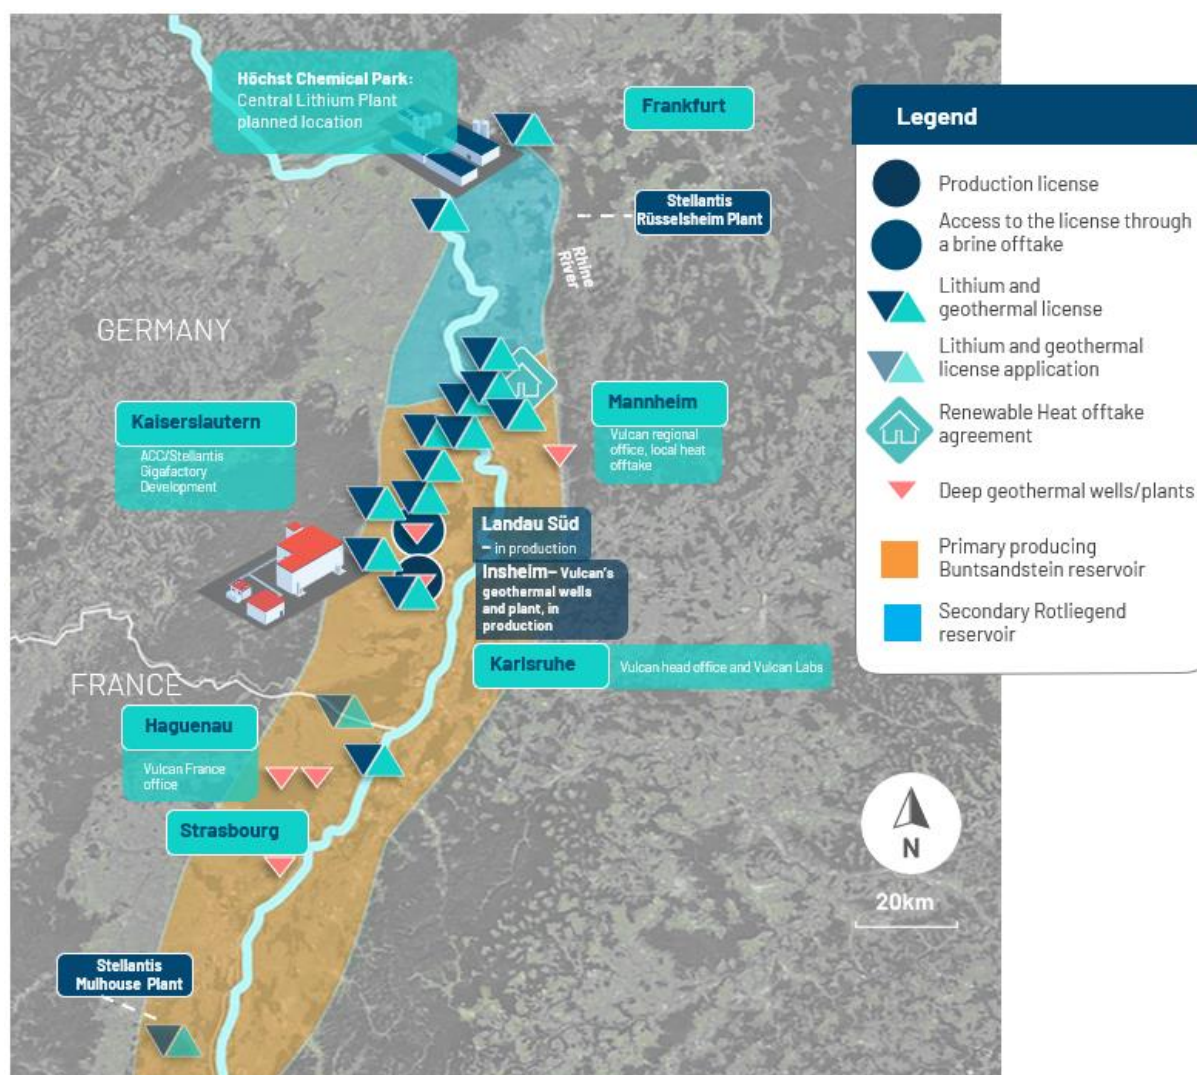 Höchst Chemical Park:
Central Lithium Plant
planned location
Frankfurt
Stellantis
Rüsselsheim Plant
Rhine
River
GERMANY
Kaiserslautern
ACC/Stellantis
Gigafactory
Development
Mannheim
Vulcan regional
office, local heat
offtake
Landau Süd
– in production
Insheim– Vulcan's
geothermal wells
and plant, in
production
Karlsruhe
Vulcan head office and Vulcan Labs
FRANCE
Haguenau
Vulcan France
office
Strasbourg
Stellantis
Mulhouse Plant
Legend
Production license
Access to the license through
a brine offtake
Lithium and
geothermal license
Lithium and geothermal
license application
Renewable Heat offtake
agreement
Deep geothermal wells/plants
Primary producing
Buntsandstein reservoir
Secondary Rotliegend
reservoir
N
20km